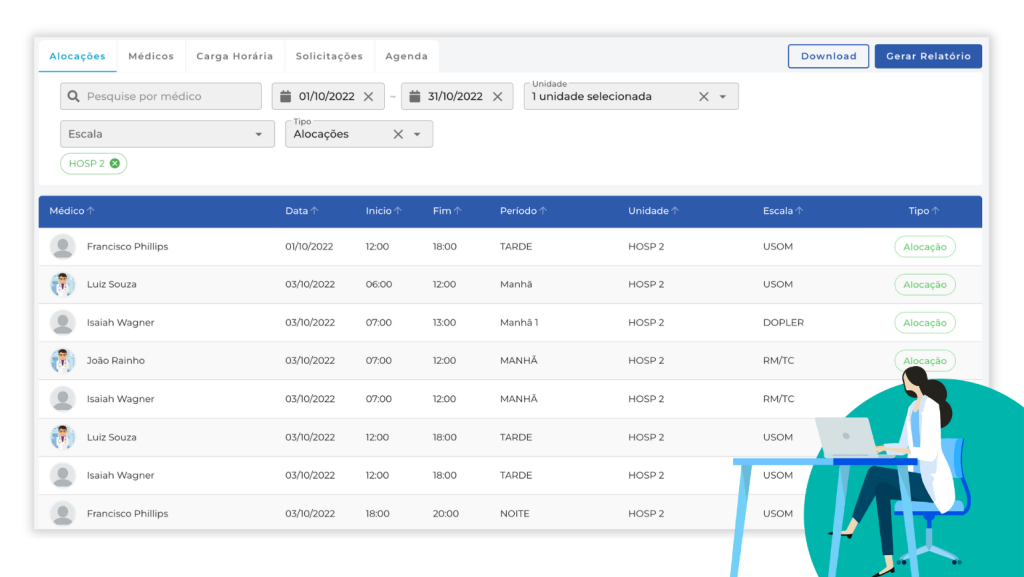 Alocações Médicos Carga Horária Solicitações Agenda Download Gerar Relatório
Pesquise por médico 01/10/2022 ~ 31/10/2022 Unidade 1 unidade selecionada
Escala Tipo Alocações
HOSP 2
Médico Data Inicio Fim Período Unidade Escala Tipo
Francisco Phillips 01/10/2022 12:00 18:00 TARDE HOSP 2 USOM Alocação
Luiz Souza 03/10/2022 06:00 12:00 Manhã HOSP 2 USOM Alocação
Isaiah Wagner 03/10/2022 07:00 13:00 Manhã 1 HOSP 2 DOPLER Alocação
João Rainho 03/10/2022 07:00 12:00 MANHÃ HOSP 2 RM/TC Alocação
Isaiah Wagner 03/10/2022 07:00 12:00 MANHÃ HOSP 2 RM/TC
Luiz Souza 03/10/2022 12:00 18:00 TARDE HOSP 2 USOM
Isaiah Wagner 03/10/2022 12:00 18:00 TARDE HOSP 2 USOM
Francisco Phillips 03/10/2022 18:00 20:00 NOITE HOSP 2 USOM